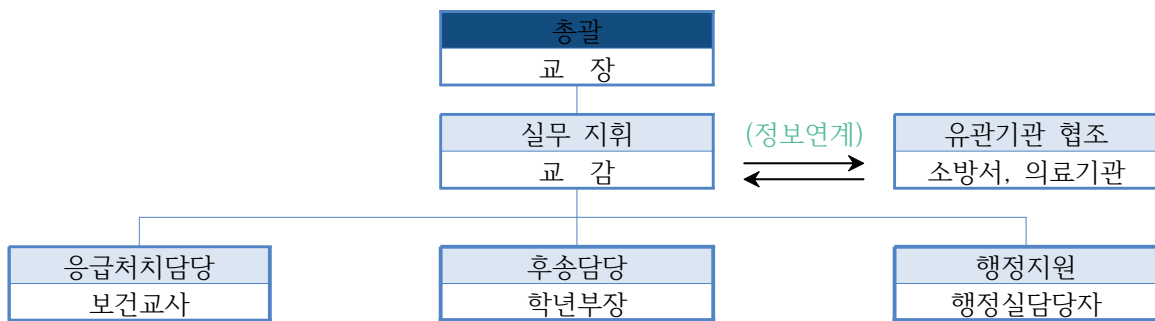 총괄
교 장
실무 지휘
교 감
(정보연계)
유관기관 협조
소방서, 의료기관
응급처치담당
보건교사
후송담당
학년부장
행정지원
행정실담당자